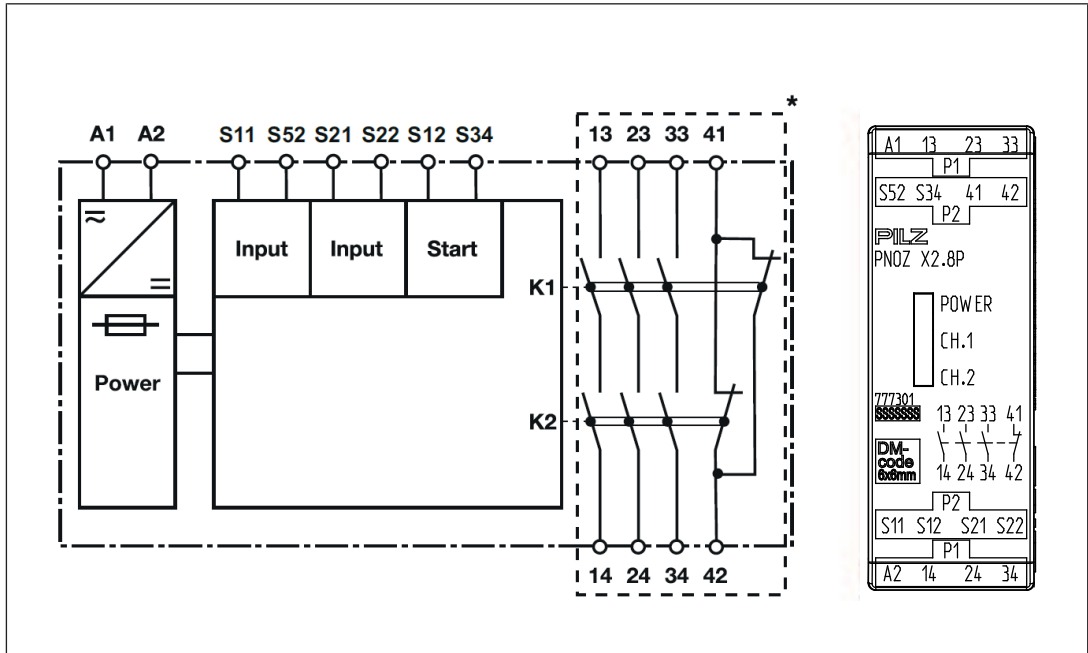 *
A1 A2 S11 S52 S21 S22 S12 S34 13 23 33 41
Input Input Start
K1
Power
K2
14 24 34 42
A1 13 23 33
P1
S52 S34 41 42
P2
PILZ
PNOZ X2.8P
POWER
CH.1
CH.2
777301
$$$$$$$
13 23 33 41
DM-
code
6x6mm
14 24 34 42
P2
S11 S12 S21 S22
P1
A2 14 24 34